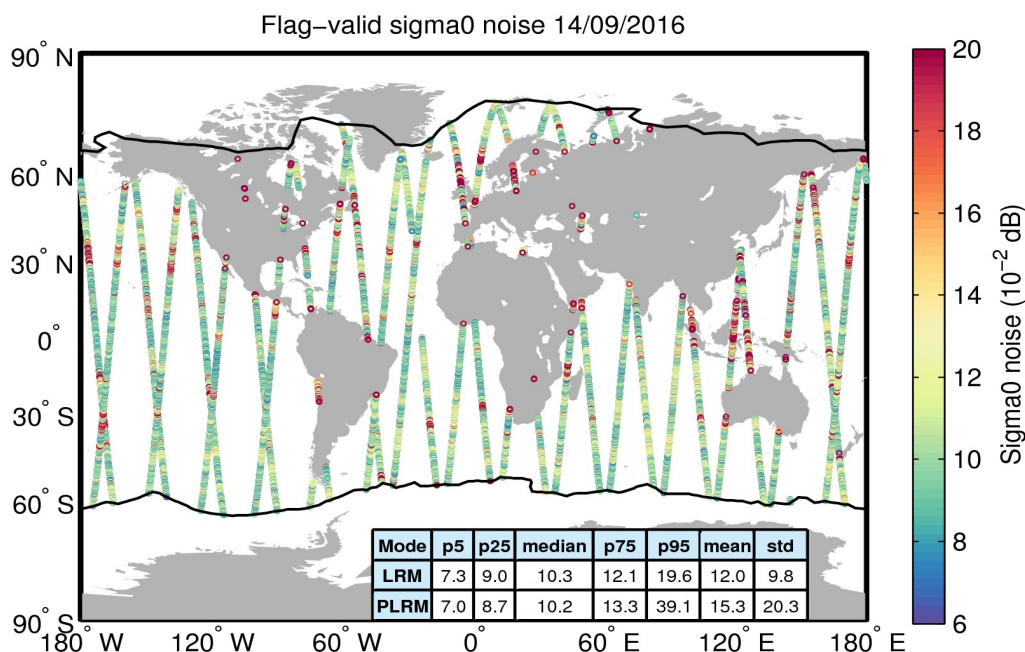 Flag−valid sigma0 noise 14/09/2016
90° N
60° N
30° N
0°
30° S
60° S
90° S
180° W
120° W
60° W
0°
60° E
120° E
180° E
Mode p5 p25 median p75 p95 mean std
LRM 7.3 9.0 10.3 12.1 19.6 12.0 9.8
PLRM 7.0 8.7 10.2 13.3 39.1 15.3 20.3
20
18
16
14
12
10
8
6
Sigma0 noise (10⁻² dB)